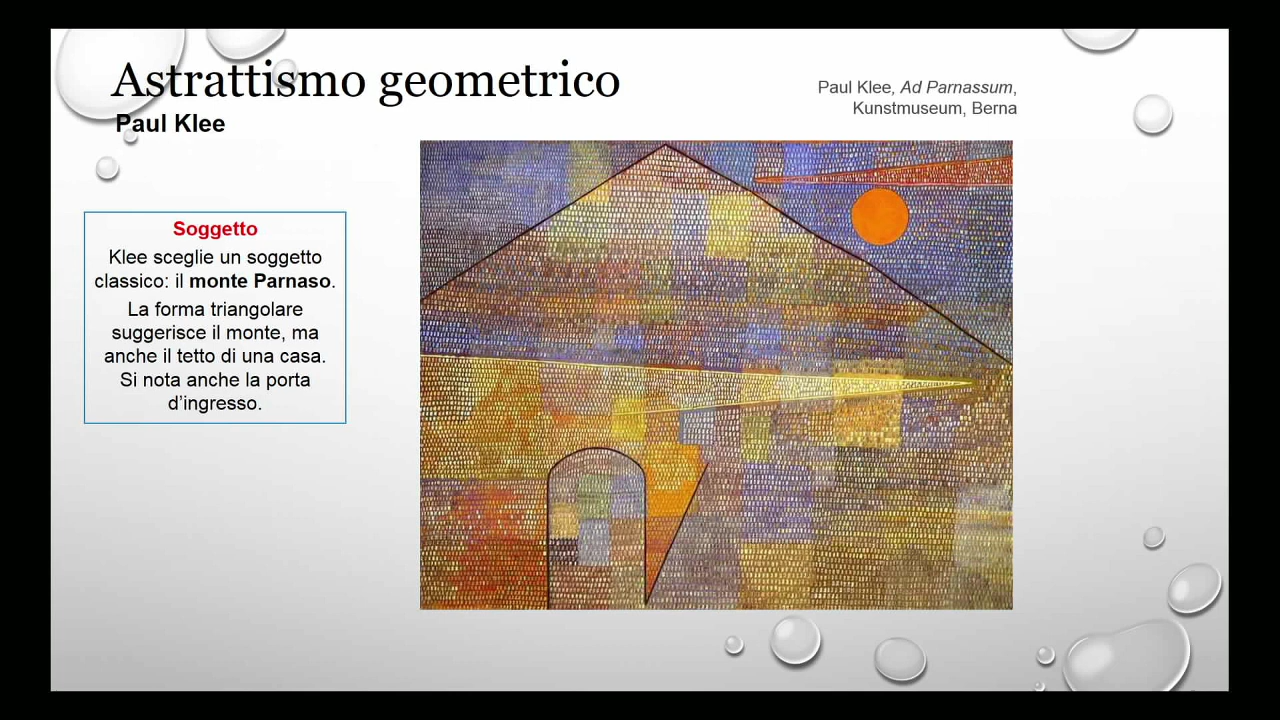 Astrattismo geometrico
Paul Klee
Paul Klee, Ad Parnassum,
Kunstmuseum, Berna
Soggetto
Klee sceglie un soggetto
classico: il monte Parnaso.
La forma triangolare
suggerisce il monte, ma
anche il tetto di una casa.
Si nota anche la porta
d’ingresso.